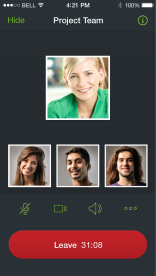 ●●●○○ BELL 4:21 PM 100%
Hide Project Team
Leave 31:08